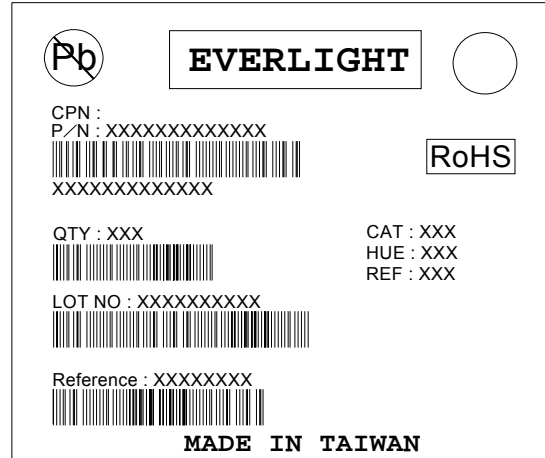 Pb
EVERLIGHT
CPN :
P/N : XXXXXXXXXXXXX
RoHS
XXXXXXXXXXXXX
QTY : XXX
CAT : XXX
HUE : XXX
REF : XXX
LOT NO : XXXXXXXXXX
Reference : XXXXXXXX
MADE IN TAIWAN